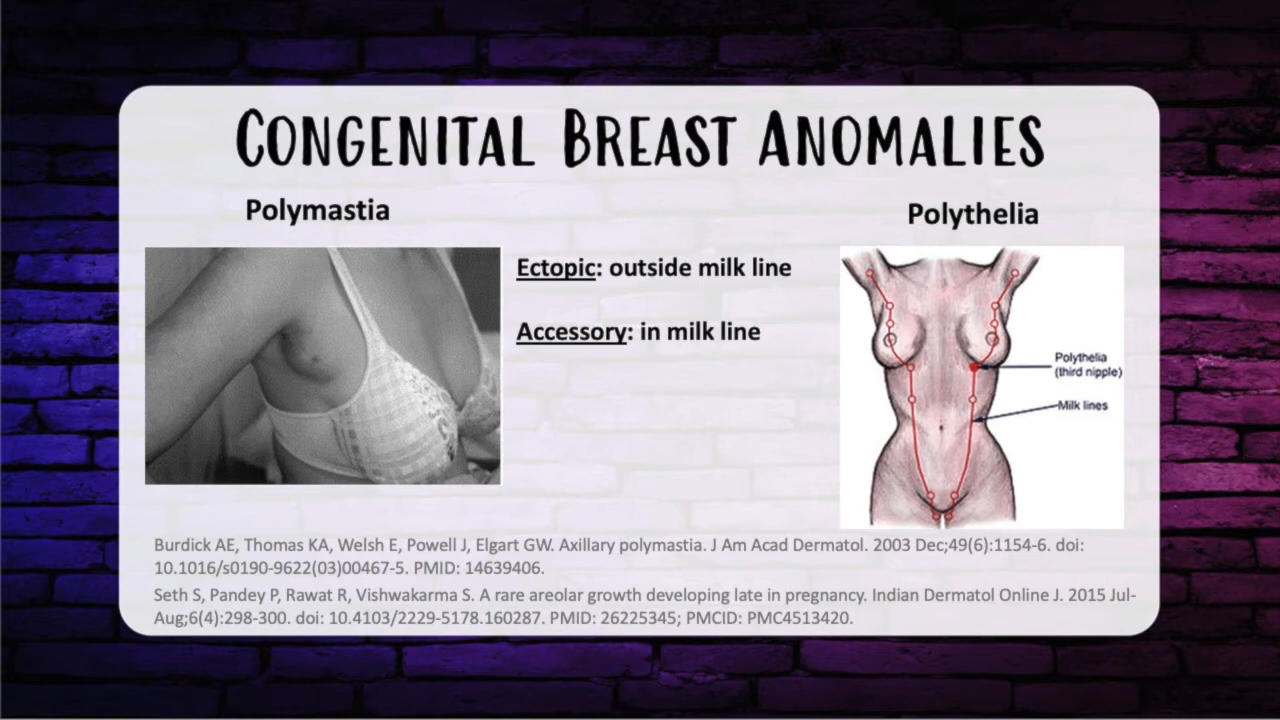 CONGENITAL BREAST ANOMALIES
Polymastia
Polythelia
Ectopic: outside milk line
Accessory: in milk line
Polythelia
(third nipple)
Milk lines
Burdick AE, Thomas KA, Welsh E, Powell J, Elgart GW. Axillary polymastia. J Am Acad Dermatol. 2003 Dec;49(6):1154-6. doi:
10.1016/s0190-9622(03)00467-5. PMID: 14639406.
Seth S, Pandey P, Rawat R, Vishwakarma S. A rare areolar growth developing late in pregnancy. Indian Dermatol Online J. 2015 Jul-
Aug;6(4):298-300. doi: 10.4103/2229-5178.160287. PMID: 26225345; PMCID: PMC4513420.